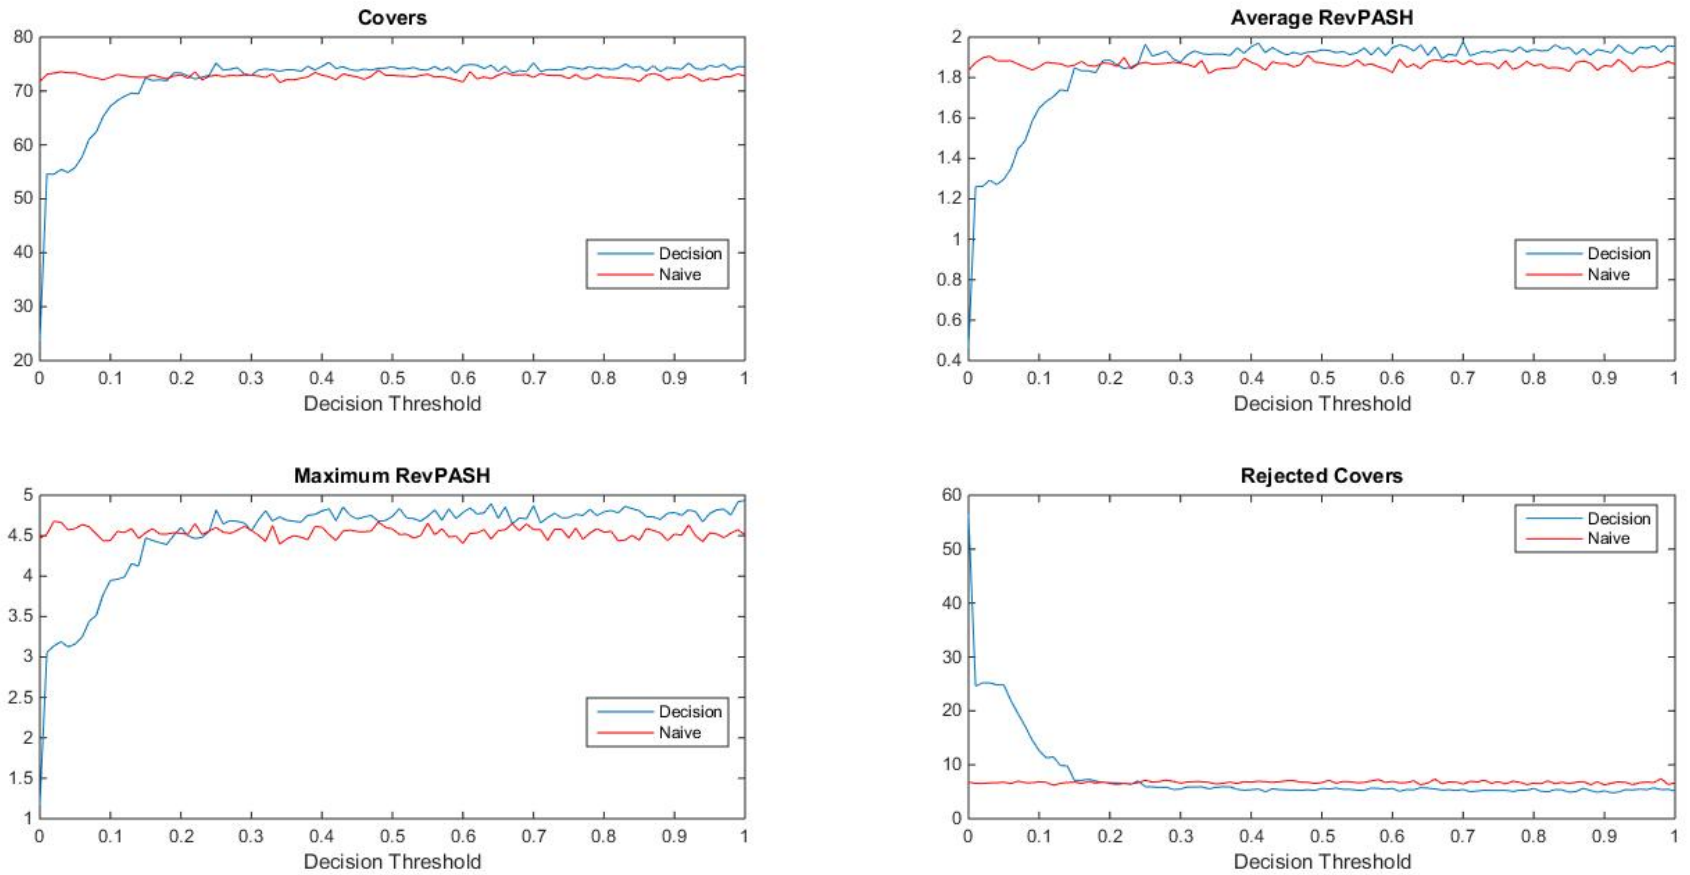 Covers
80
70
60
50
40
30
20
0 0.1 0.2 0.3 0.4 0.5 0.6 0.7 0.8 0.9 1
Decision Threshold
Decision
Naive
Average RevPASH
2
1.8
1.6
1.4
1.2
1
0.8
0.6
0.4
0 0.1 0.2 0.3 0.4 0.5 0.6 0.7 0.8 0.9 1
Decision Threshold
Decision
Naive
Maximum RevPASH
5
4.5
4
3.5
3
2.5
2
1.5
1
0 0.1 0.2 0.3 0.4 0.5 0.6 0.7 0.8 0.9 1
Decision Threshold
Decision
Naive
Rejected Covers
60
50
40
30
20
10
0
0 0.1 0.2 0.3 0.4 0.5 0.6 0.7 0.8 0.9 1
Decision Threshold
Decision
Naive